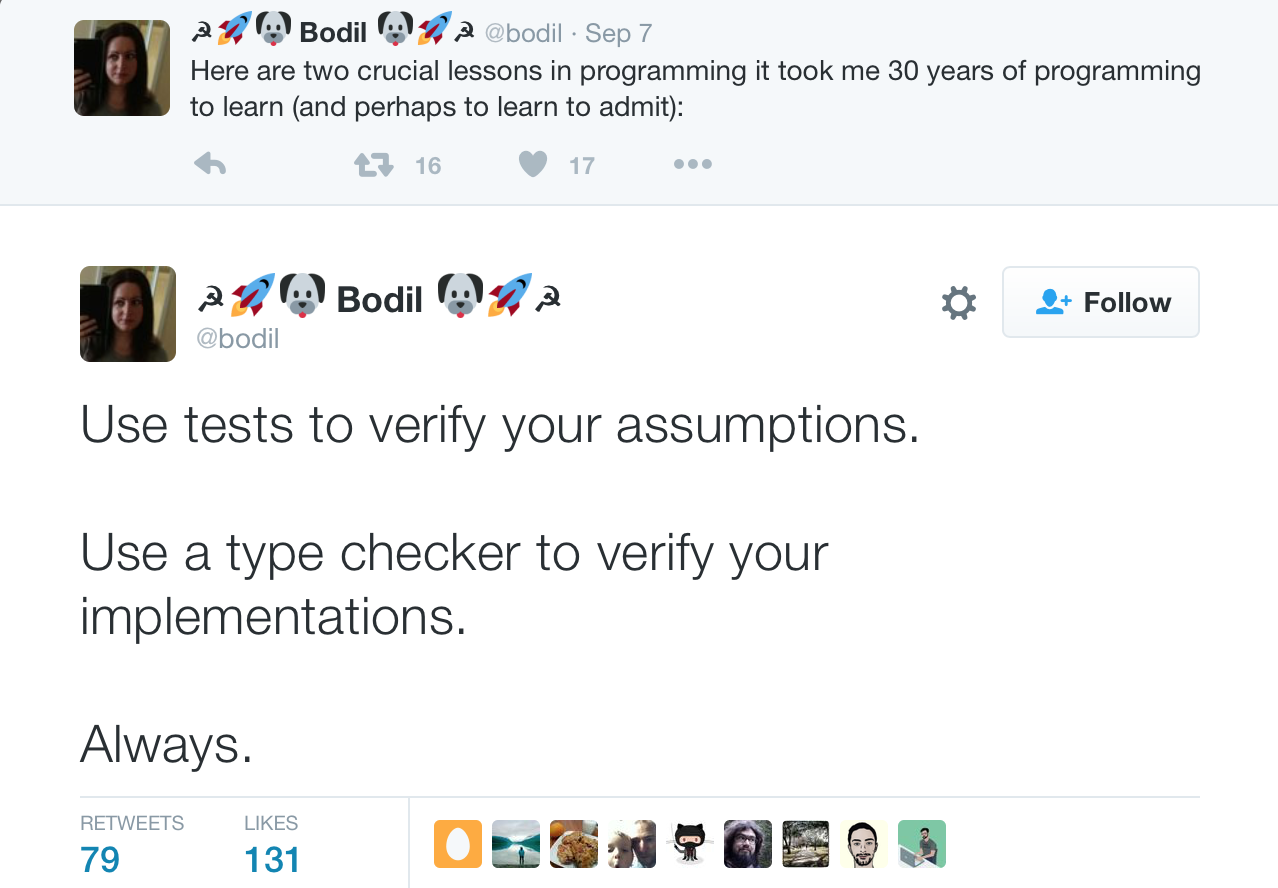 ☭🚀🐶 Bodil 🐶🚀☭ @bodil · Sep 7
Here are two crucial lessons in programming it took me 30 years of programming
to learn (and perhaps to learn to admit):
16 17 •••
☭🚀🐶 Bodil 🐶🚀☭
@bodil
Follow
Use tests to verify your assumptions.
Use a type checker to verify your
implementations.
Always.
RETWEETS LIKES
79 131